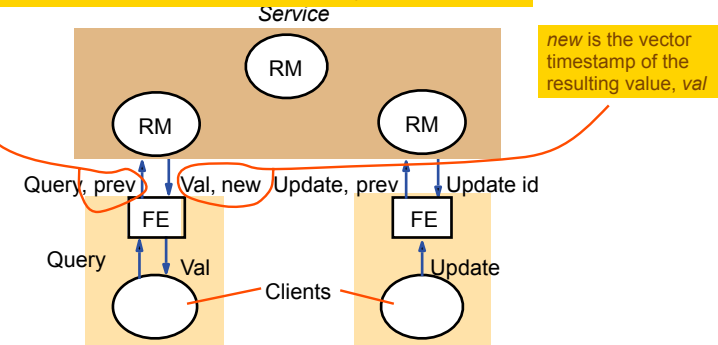 Service
new is the vector
timestamp of the
resulting value, val
RM
RM
RM
Query, prev
Val, new
Update, prev
Update id
FE
FE
Query
Val
Update
Clients